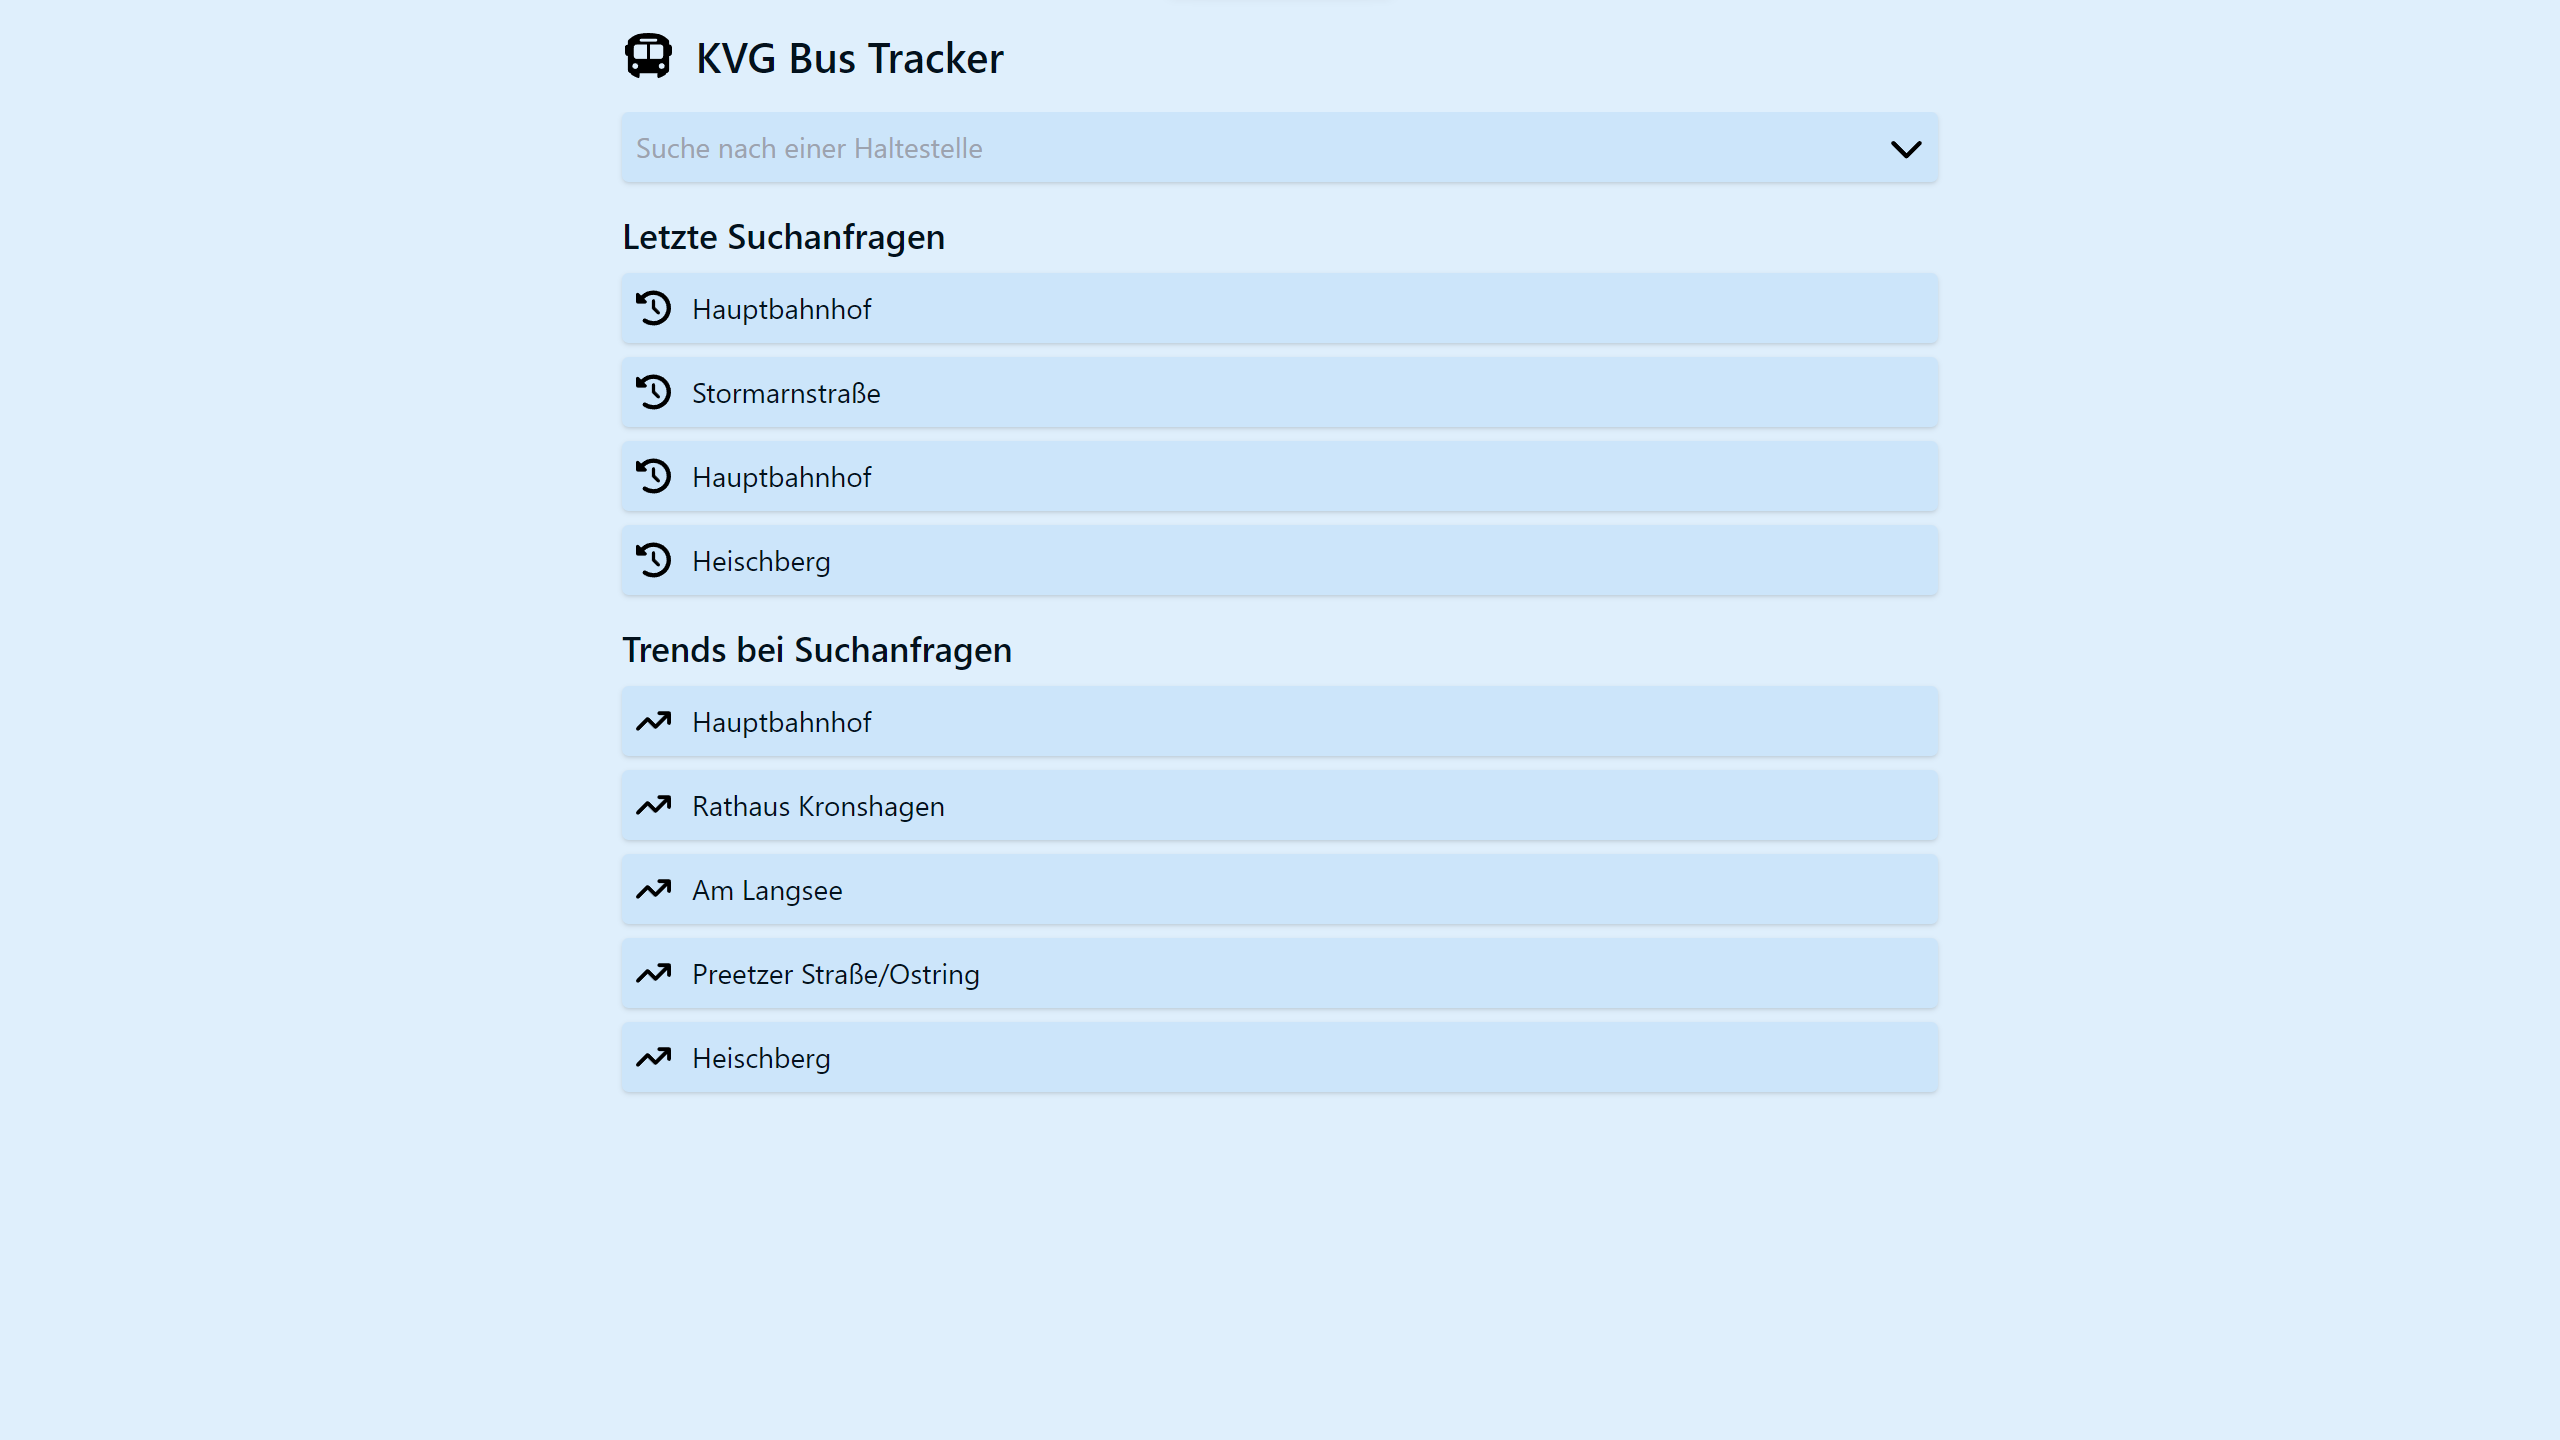 KVG Bus Tracker
Suche nach einer Haltestelle
Letzte Suchanfragen
Hauptbahnhof
Stormarnstraße
Hauptbahnhof
Heischberg
Trends bei Suchanfragen
Hauptbahnhof
Rathaus Kronshagen
Am Langsee
Preetzer Straße/Ostring
Heischberg